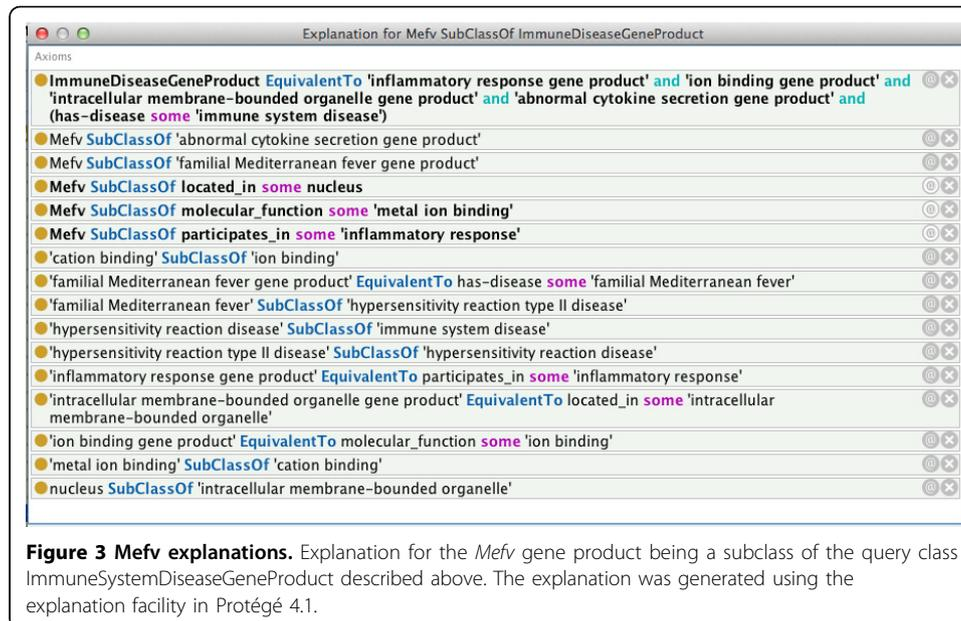 Explanation for Mefv SubClassOf ImmuneDiseaseGeneProduct
Axioms
ImmuneDiseaseGeneProduct EquivalentTo 'inflammatory response gene product' and 'ion binding gene product' and
'intracellular membrane-bounded organelle gene product' and 'abnormal cytokine secretion gene product' and
(has-disease some 'immune system disease')
Mefv SubClassOf 'abnormal cytokine secretion gene product'
Mefv SubClassOf 'familial Mediterranean fever gene product'
Mefv SubClassOf located_in some nucleus
Mefv SubClassOf molecular_function some 'metal ion binding'
Mefv SubClassOf participates_in some 'inflammatory response'
'cation binding' SubClassOf 'ion binding'
'familial Mediterranean fever gene product' EquivalentTo has-disease some 'familial Mediterranean fever'
'familial Mediterranean fever' SubClassOf 'hypersensitivity reaction type II disease'
'hypersensitivity reaction disease' SubClassOf 'immune system disease'
'hypersensitivity reaction type II disease' SubClassOf 'hypersensitivity reaction disease'
'inflammatory response gene product' EquivalentTo participates_in some 'inflammatory response'
'intracellular membrane-bounded organelle gene product' EquivalentTo located_in some 'intracellular
membrane-bounded organelle'
'ion binding gene product' EquivalentTo molecular_function some 'ion binding'
'metal ion binding' SubClassOf 'cation binding'
nucleus SubClassOf 'intracellular membrane-bounded organelle'
Figure 3 Mefv explanations. Explanation for the Mefv gene product being a subclass of the query class
ImmuneSystemDiseaseGeneProduct described above. The explanation was generated using the
explanation facility in Protégé 4.1.